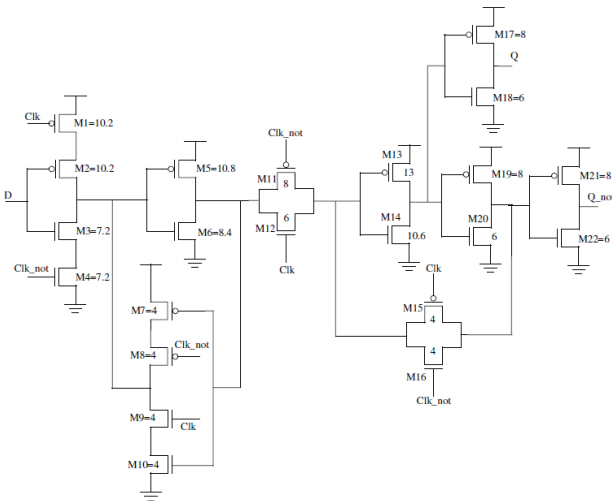 M17=8
Q
M18=6
Clk
M1=10.2
Clk_not
M13
M2=10.2
M5=10.8
M11
8
13
M19=8
M21=8
D
Q_not
M14
M20
M3=7.2
M6=8.4
6
M12
10.6
6
M22=6
Clk_not
M4=7.2
Clk
Clk
M7=4
M15
4
Clk_not
M8=4
4
M16
M9=4
Clk
Clk_not
M10=4